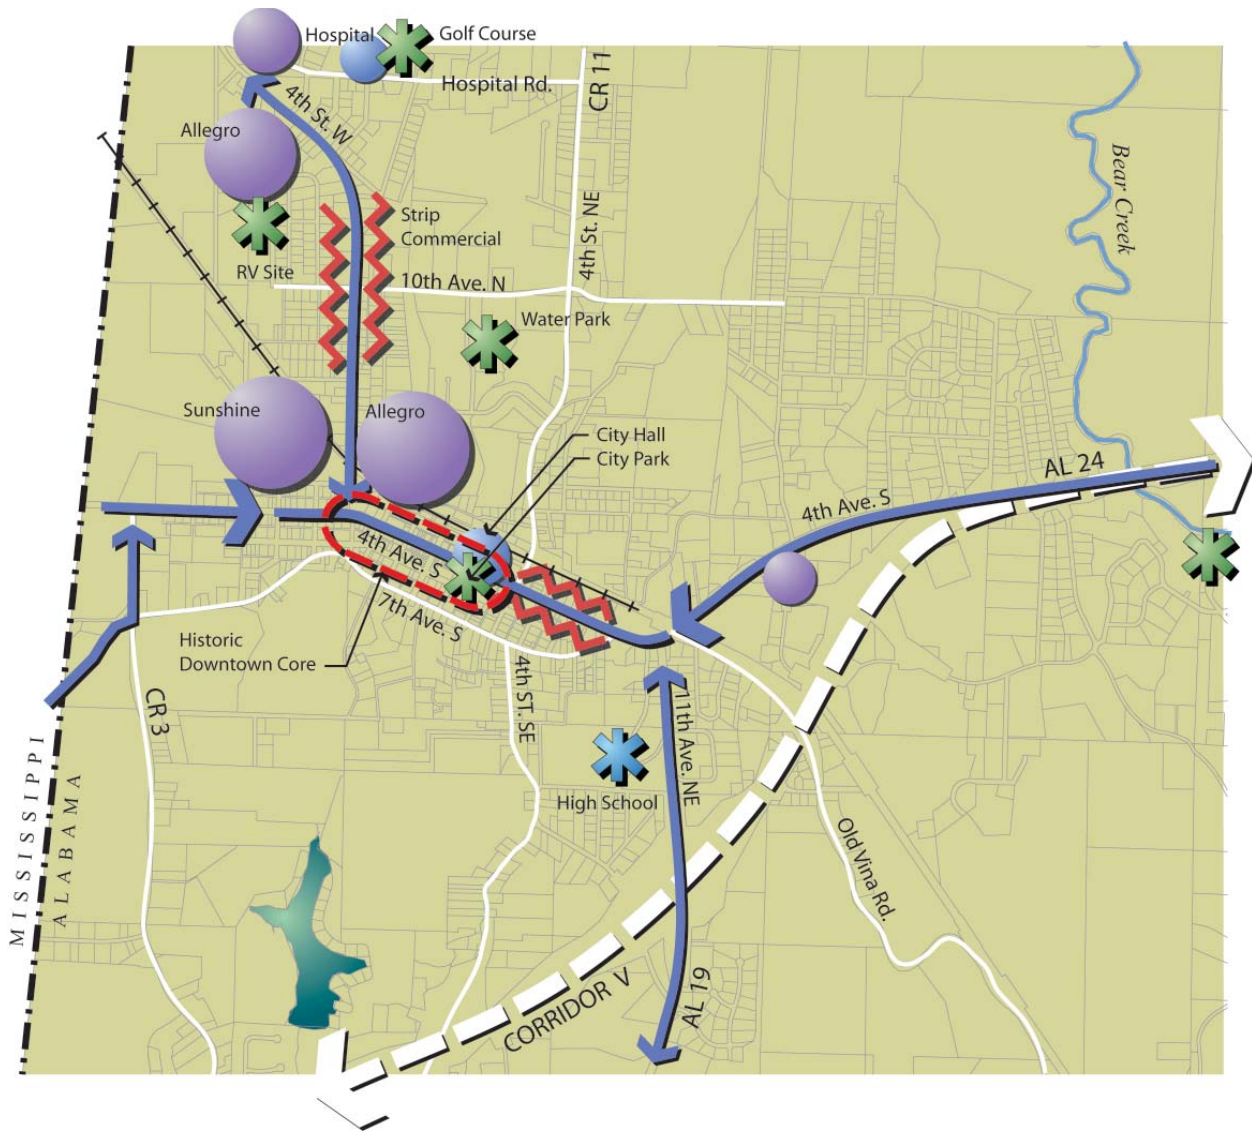 Hospital
Golf Course
Hospital Rd.
CR 11
4th St. W
Allegro
Bear Creek
Strip
Commercial
4th St. NE
RV Site
10th Ave. N
Water Park
Sunshine
Allegro
City Hall
City Park
AL 24
4th Ave. S
4th Ave. S
7th Ave. S
Historic
Downtown Core
4th ST. SE
CR 3
11th Ave. NE
MISSISSIPPI
ALABAMA
High School
Old Vina Rd.
CORRIDOR V
AL 19